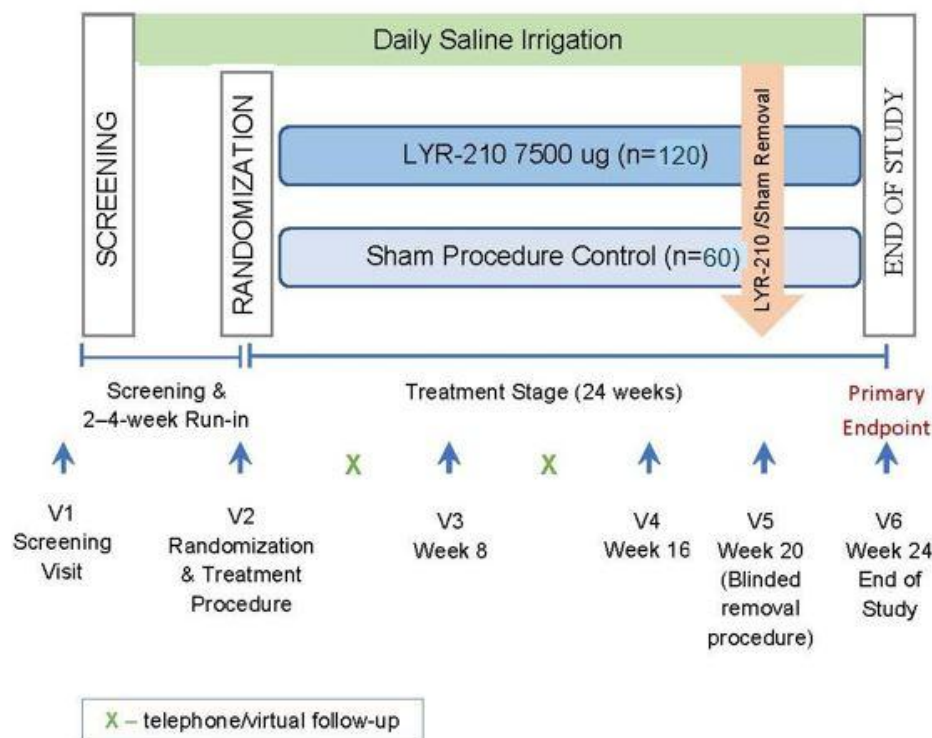 Daily Saline Irrigation
SCREENING
RANDOMIZATION
LYR-210 7500 ug (n=120)
Sham Procedure Control (n=60)
LYR-210 /Sham Removal
END OF STUDY
Screening &
2–4-week Run-in
Treatment Stage (24 weeks)
Primary
Endpoint
X
X
V1
Screening
Visit
V2
Randomization
& Treatment
Procedure
V3
Week 8
V4
Week 16
V5
Week 20
(Blinded
removal
procedure)
V6
Week 24
End of
Study
X – telephone/virtual follow-up